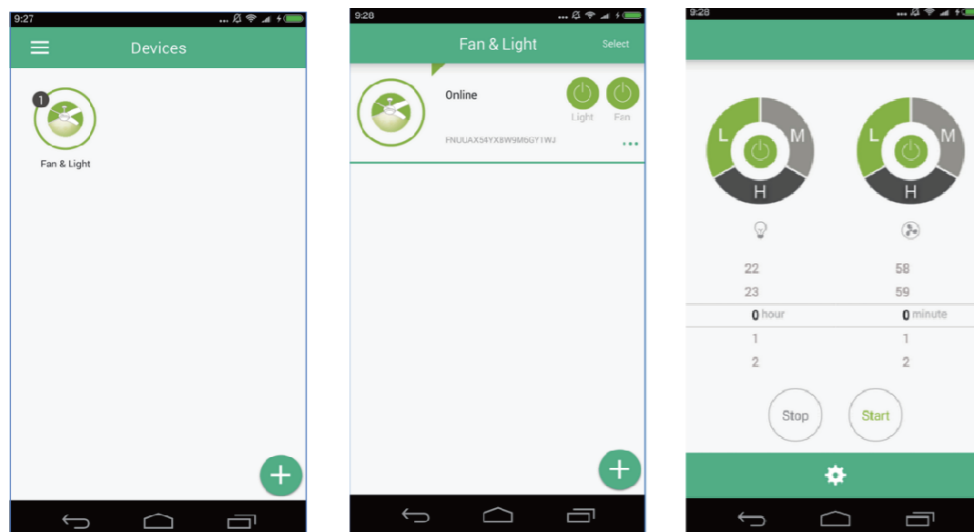 9:27
Devices
1
Fan & Light
9:28
Fan & Light
Select
Online
Light
Fan
9:28
L
M
H
L
M
H
22
58
23
59
0 hour
0 minute
1
1
2
2
Stop
Start